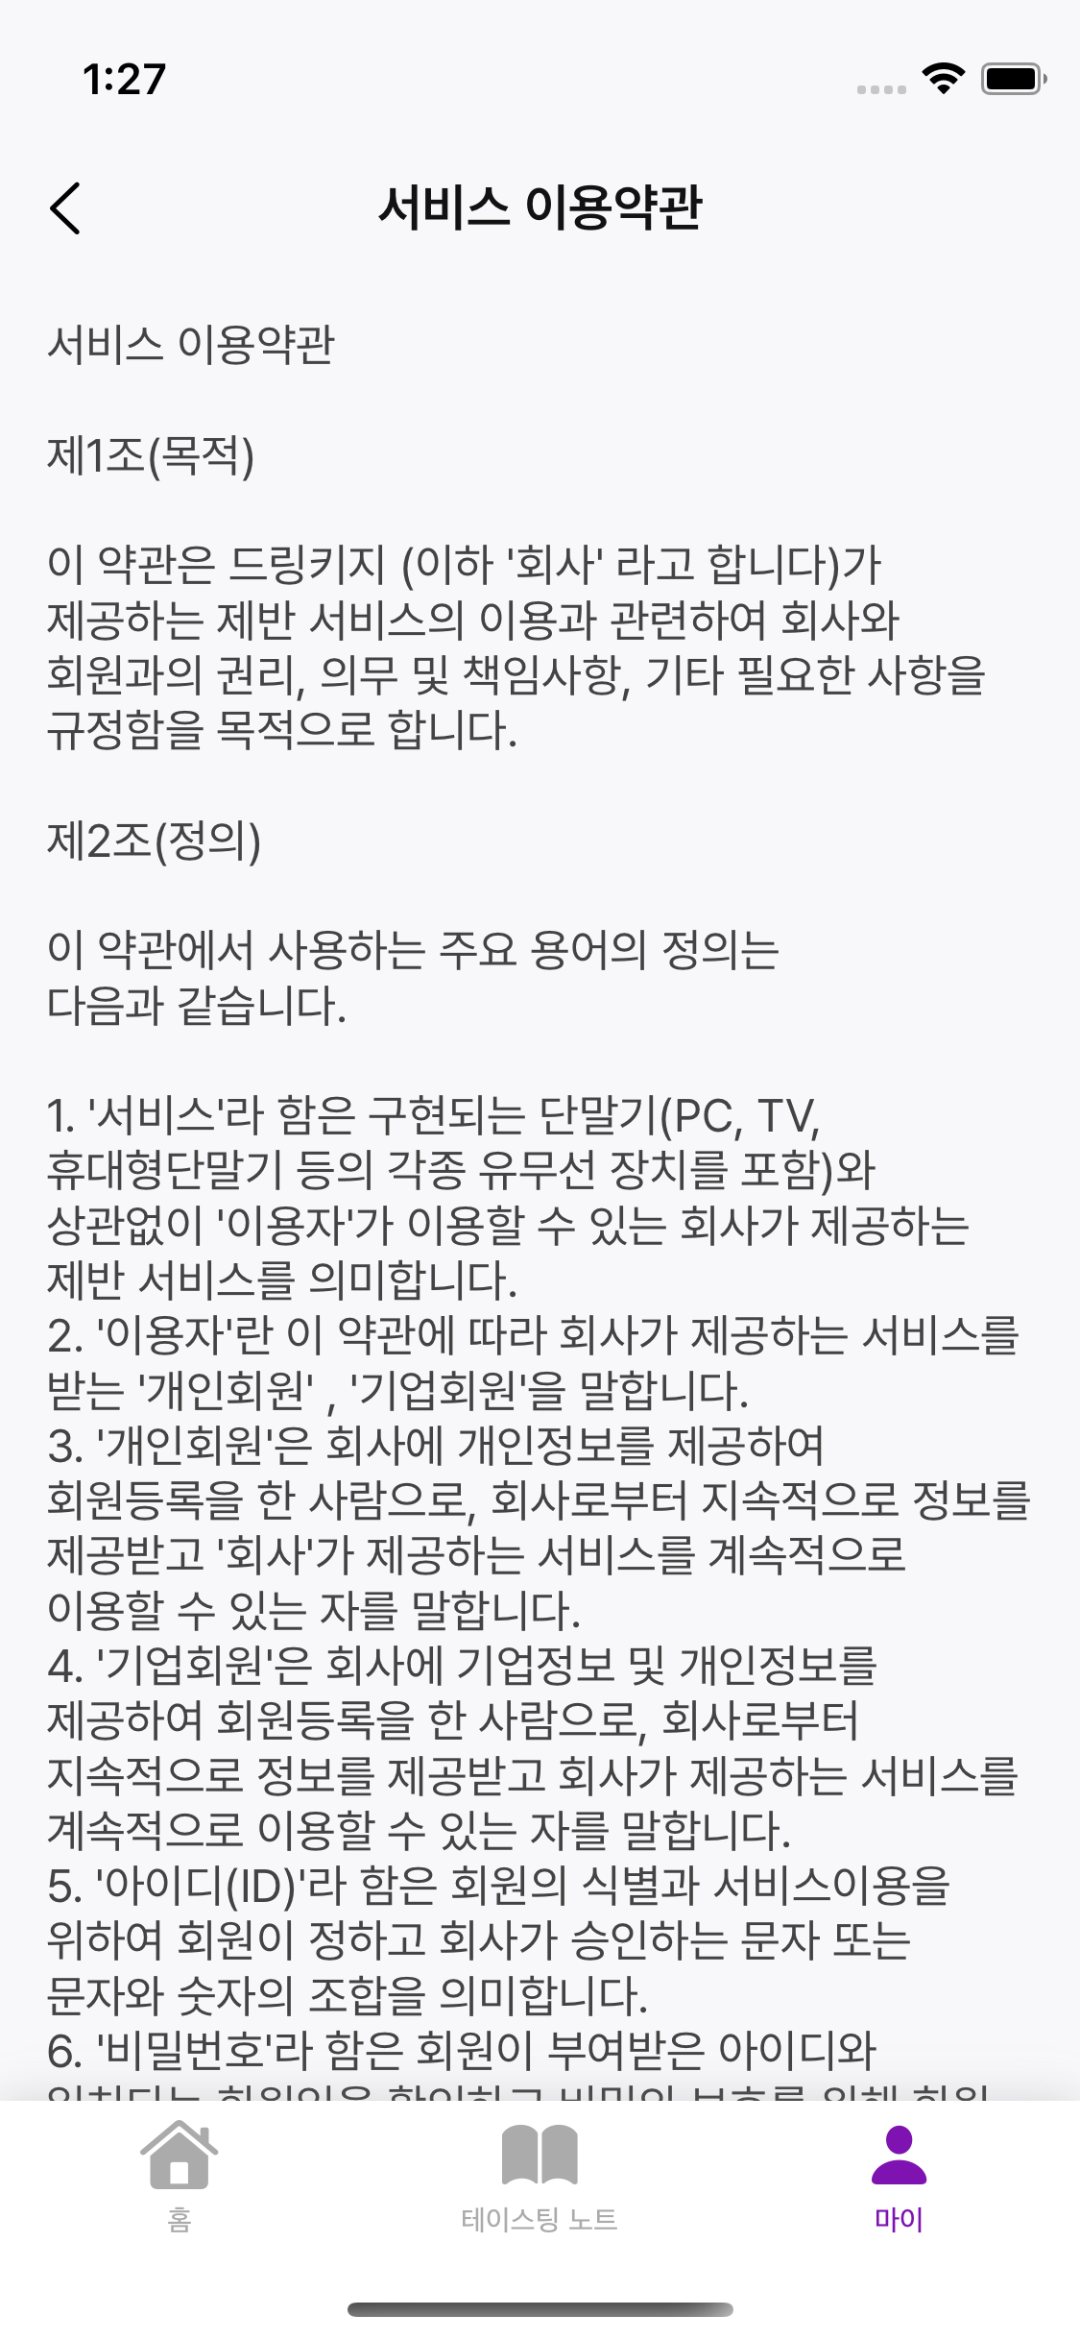 1:27
서비스 이용약관
서비스 이용약관
제1조(목적)
이 약관은 드링키지 (이하 '회사' 라고 합니다)가
제공하는 제반 서비스의 이용과 관련하여 회사와
회원과의 권리, 의무 및 책임사항, 기타 필요한 사항을
규정함을 목적으로 합니다.
제2조(정의)
이 약관에서 사용하는 주요 용어의 정의는
다음과 같습니다.
1. '서비스'라 함은 구현되는 단말기(PC, TV,
휴대형단말기 등의 각종 유무선 장치를 포함)와
상관없이 '이용자'가 이용할 수 있는 회사가 제공하는
제반 서비스를 의미합니다.
2. '이용자'란 이 약관에 따라 회사가 제공하는 서비스를
받는 '개인회원' , '기업회원'을 말합니다.
3. '개인회원'은 회사에 개인정보를 제공하여
회원등록을 한 사람으로, 회사로부터 지속적으로 정보를
제공받고 '회사'가 제공하는 서비스를 계속적으로
이용할 수 있는 자를 말합니다.
4. '기업회원'은 회사에 기업정보 및 개인정보를
제공하여 회원등록을 한 사람으로, 회사로부터
지속적으로 정보를 제공받고 회사가 제공하는 서비스를
계속적으로 이용할 수 있는 자를 말합니다.
5. '아이디(ID)'라 함은 회원의 식별과 서비스이용을
위하여 회원이 정하고 회사가 승인하는 문자 또는
문자와 숫자의 조합을 의미합니다.
6. '비밀번호'라 함은 회원이 부여받은 아이디와
홈
테이스팅 노트
마이